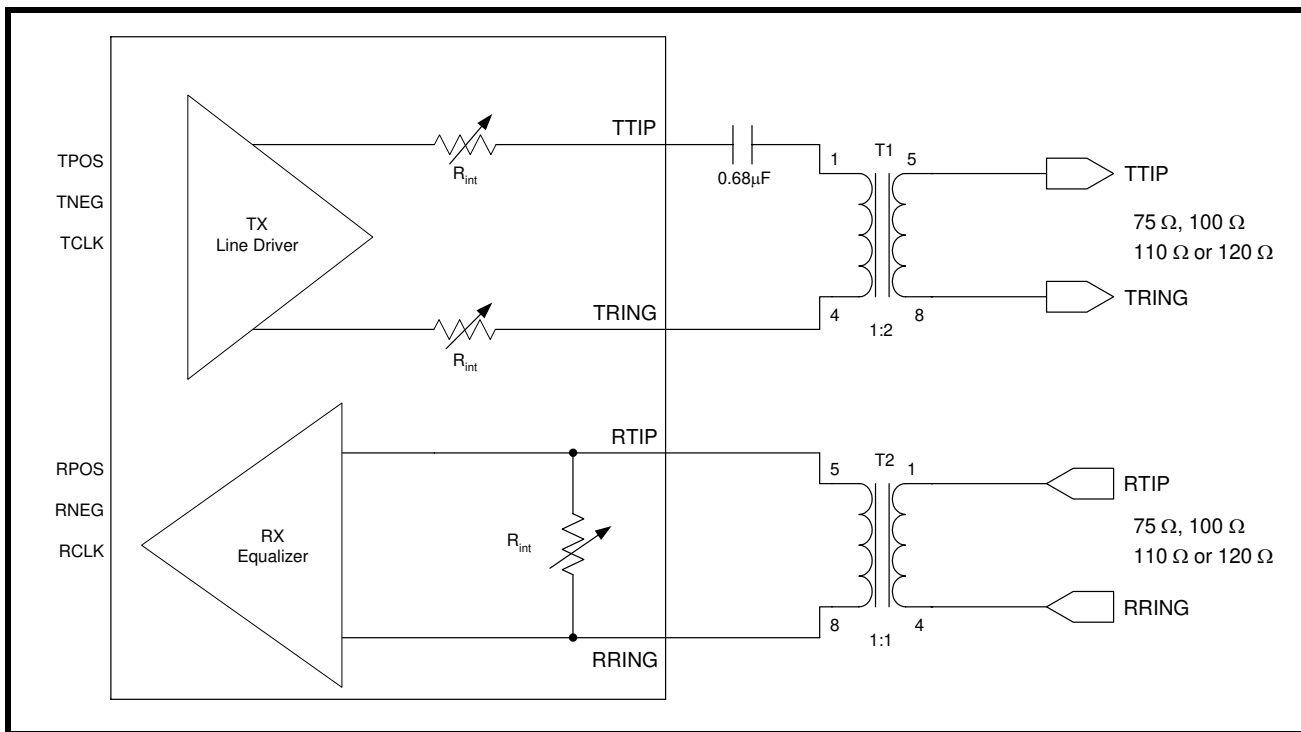 TPOS
TNEG
TCLK
TX
Line Driver
R_int
R_int
TTIP
TRING
0.68μF
1
T1
5
4
8
1:2
TTIP
75 Ω, 100 Ω
110 Ω or 120 Ω
TRING
RPOS
RNEG
RCLK
RX
Equalizer
R_int
RTIP
RRING
5
T2
1
8
4
1:1
RTIP
75 Ω, 100 Ω
110 Ω or 120 Ω
RRING